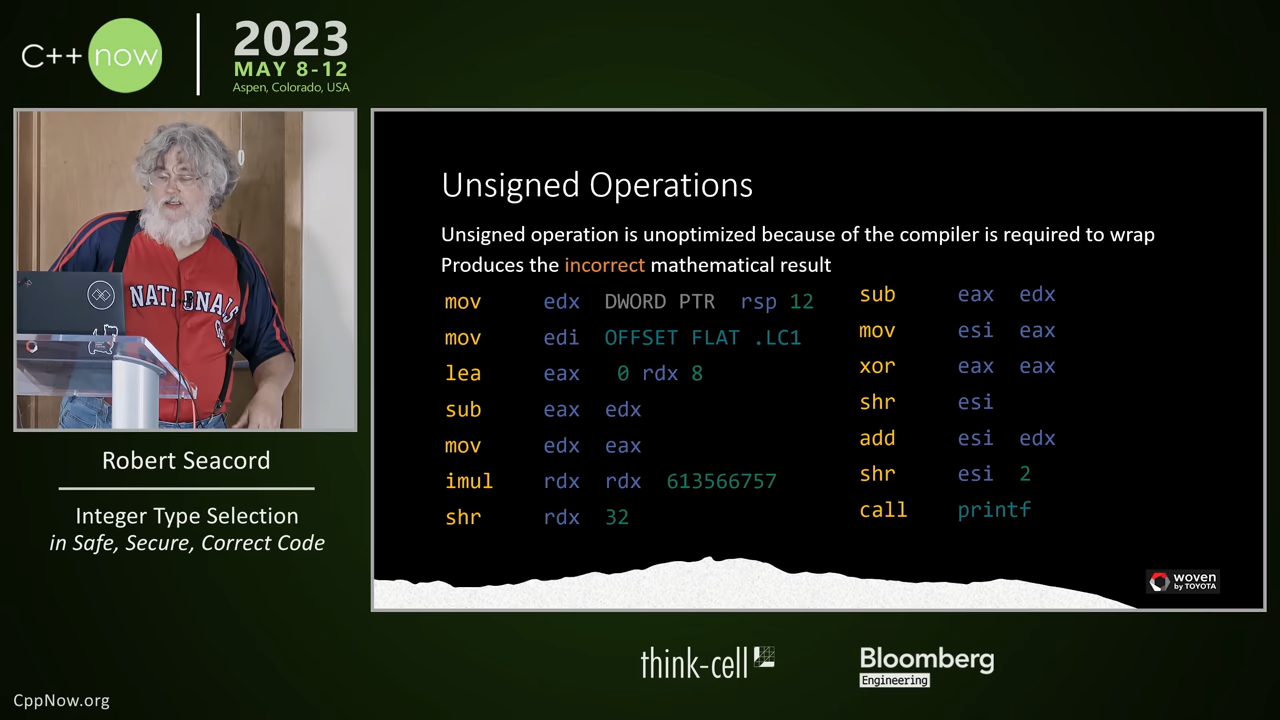 C++ now
2023
MAY 8-12
Aspen, Colorado, USA
NATIONALS
Robert Seacord
Integer Type Selection
in Safe, Secure, Correct Code
Unsigned Operations
Unsigned operation is unoptimized because of the compiler is required to wrap
Produces the incorrect mathematical result
mov edx DWORD PTR rsp 12
mov edi OFFSET FLAT .LC1
lea eax 0 rdx 8
sub eax edx
mov edx eax
imul rdx rdx 613566757
shr rdx 32
sub eax edx
mov esi eax
xor eax eax
shr esi
add esi edx
shr esi 2
call printf
woven
by TOYOTA
think-cell
Bloomberg
Engineering
CppNow.org